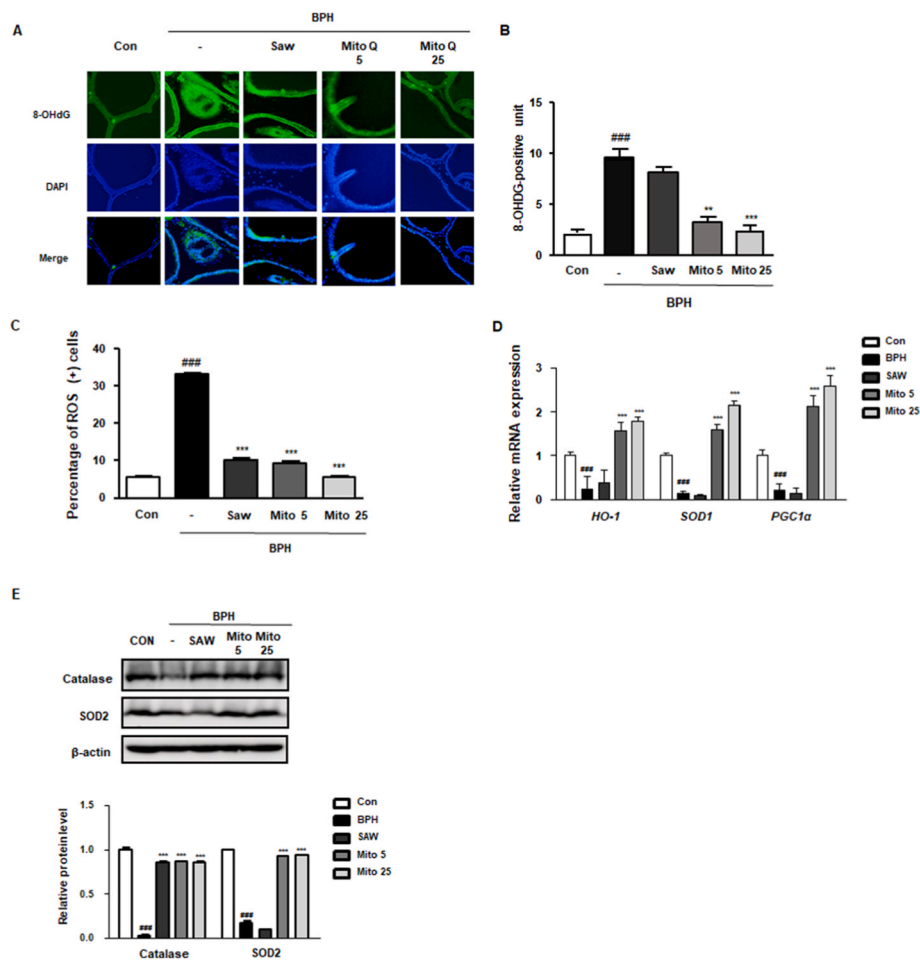 A
BPH
Con
-
Saw
Mito Q
5
Mito Q
25
8-OHdG
DAPI
Merge
B
8-OHDG-positive unit
15
10
5
0
###
**
***
Con
-
Saw
Mito 5
Mito 25
BPH
C
Percentage of ROS (+) cells
40
30
20
10
0
###
***
***
***
Con
-
Saw
Mito 5
Mito 25
BPH
D
Relative mRNA expression
3
2
1
0
###
***
***
###
***
***
###
***
***
HO-1
SOD1
PGC1α
Con
BPH
SAW
Mito 5
Mito 25
E
BPH
CON
-
SAW
Mito
5
Mito
25
Catalase
SOD2
β-actin
Relative protein level
1.5
1.0
0.5
0.0
###
***
***
***
###
***
***
Catalase
SOD2
Con
BPH
SAW
Mito 5
Mito 25